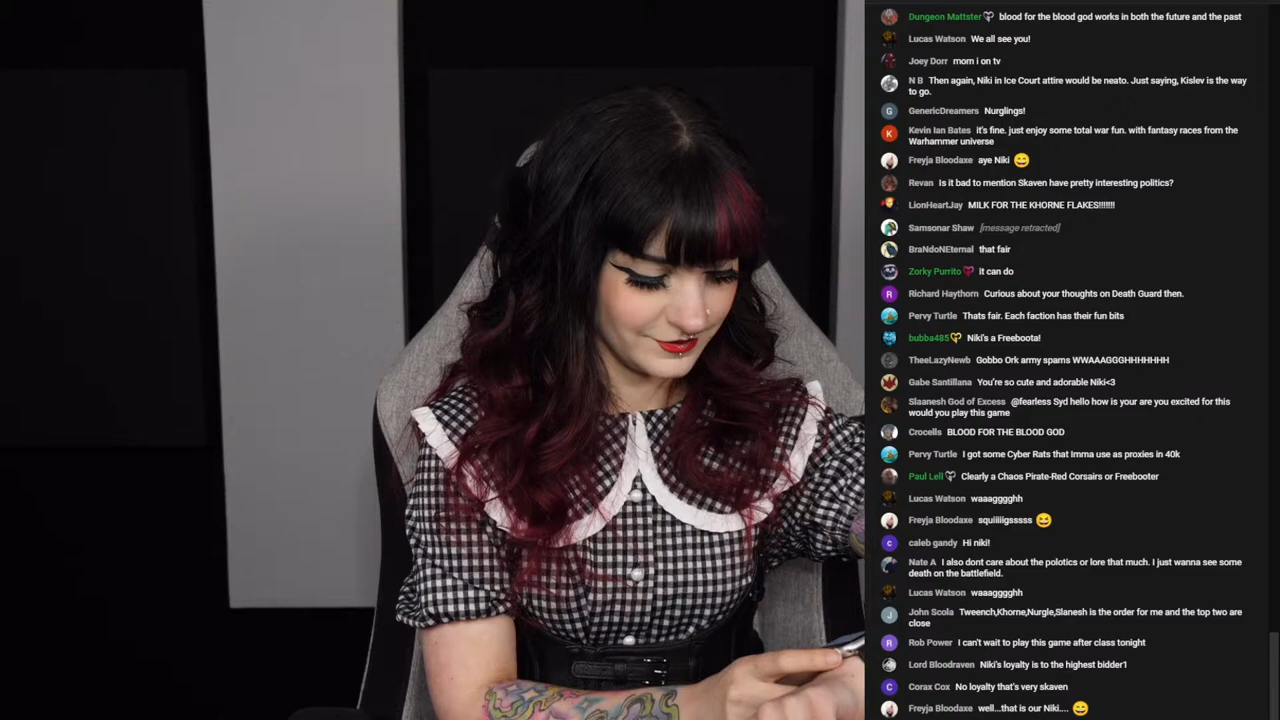 Dungeon Mattster blood for the blood god works in both the future and the past
Lucas Watson We all see you!
Joey Dorr mom i on tv
N B Then again, Niki in Ice Court attire would be neato. Just saying, Kislev is the way
to go.
G GenericDreamers Nurglings!
K Kevin Ian Bates it's fine. just enjoy some total war fun. with fantasy races from the
Warhammer universe
Freyja Bloodaxe aye Niki 😄
Revan Is it bad to mention Skaven have pretty interesting politics?
LionHeartJay MILK FOR THE KHORNE FLAKES!!!!!!!
Samsonar Shaw [message retracted]
BraNdoNEternal that fair
Zorky Purrito it can do
R Richard Haythorn Curious about your thoughts on Death Guard then.
Pervy Turtle Thats fair. Each faction has their fun bits
bubba485 Niki's a Freeboota!
TheeLazyNewb Gobbo Ork army spams WWAAAGGGHHHHHHH
Gabe Santillana You're so cute and adorable Niki<3
Slaanesh God of Excess @fearless Syd hello how is your are you excited for this
would you play this game
Crocells BLOOD FOR THE BLOOD GOD
Pervy Turtle I got some Cyber Rats that Imma use as proxies in 40k
Paul Lell Clearly a Chaos Pirate-Red Corsairs or Freebooter
Lucas Watson waaagggghh
Freyja Bloodaxe squiiiiigsssss 😆
c caleb gandy Hi niki!
Nate A I also dont care about the polotics or lore that much. I just wanna see some
death on the battlefield.
Lucas Watson waaagggghh
J John Scola Tweench,Khorne,Nurgle,Slanesh is the order for me and the top two are
close
R Rob Power I can't wait to play this game after class tonight
Lord Bloodraven Niki's loyalty is to the highest bidder1
C Corax Cox No loyalty that's very skaven
Freyja Bloodaxe well...that is our Niki.... 😄